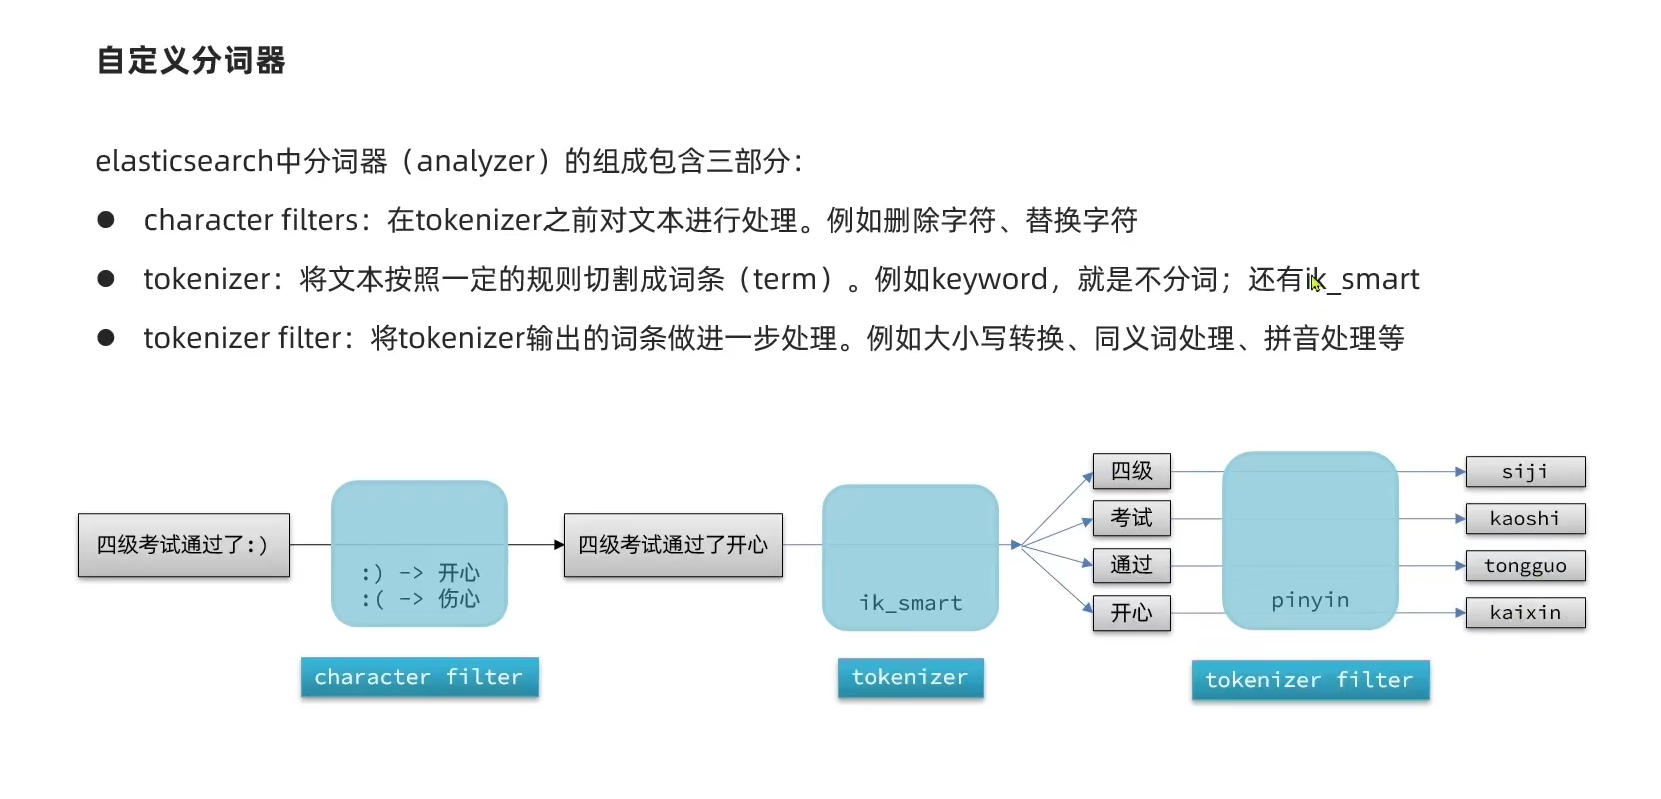 自定义分词器
elasticsearch中分词器（analyzer）的组成包含三部分：
● character filters：在tokenizer之前对文本进行处理。例如删除字符、替换字符
● tokenizer：将文本按照一定的规则切割成词条（term）。例如keyword，就是不分词；还有ik_smart
● tokenizer filter：将tokenizer输出的词条做进一步处理。例如大小写转换、同义词处理、拼音处理等
四级考试通过了:)
:) -> 开心
:( -> 伤心
character filter
四级考试通过了开心
ik_smart
tokenizer
四级
考试
通过
开心
pinyin
tokenizer filter
siji
kaoshi
tongguo
kaixin